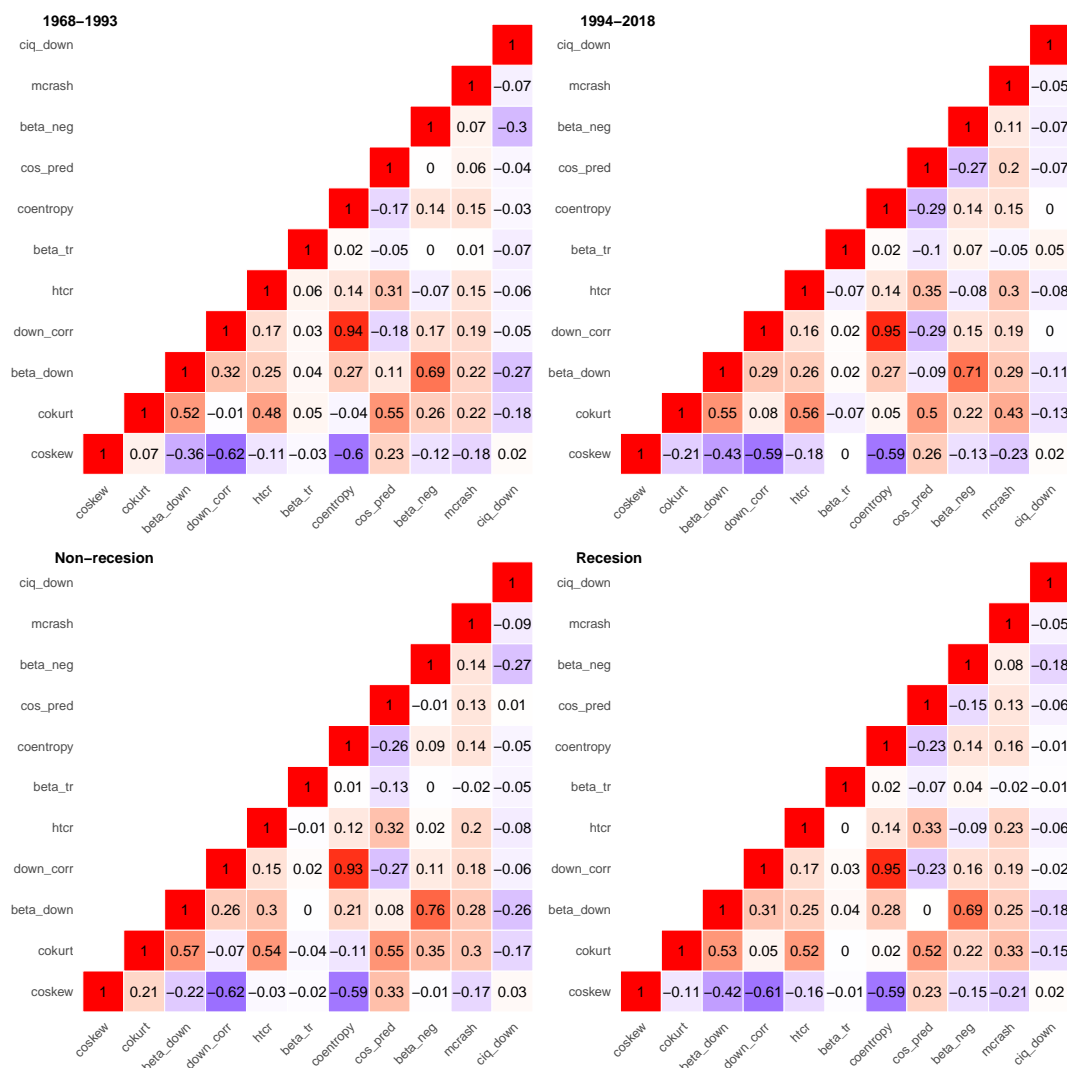 1968−1993
ciq_down 1
mcrash 1 −0.07
beta_neg 1 0.07 −0.3
cos_pred 1 0 0.06 −0.04
coentropy 1 −0.17 0.14 0.15 −0.03
beta_tr 1 0.02 −0.05 0 0.01 −0.07
htcr 1 0.06 0.14 0.31 −0.07 0.15 −0.06
down_corr 1 0.17 0.03 0.94 −0.18 0.17 0.19 −0.05
beta_down 1 0.32 0.25 0.04 0.27 0.11 0.69 0.22 −0.27
cokurt 1 0.52 −0.01 0.48 0.05 −0.04 0.55 0.26 0.22 −0.18
coskew 1 0.07 −0.36 −0.62 −0.11 −0.03 −0.6 0.23 −0.12 −0.18 0.02
coskew cokurt beta_down down_corr htcr beta_tr coentropy cos_pred beta_neg mcrash ciq_down
1994−2018
ciq_down 1
mcrash 1 −0.05
beta_neg 1 0.11 −0.07
cos_pred 1 −0.27 0.2 −0.07
coentropy 1 −0.29 0.14 0.15 0
beta_tr 1 0.02 −0.1 0.07 −0.05 0.05
htcr 1 −0.07 0.14 0.35 −0.08 0.3 −0.08
down_corr 1 0.16 0.02 0.95 −0.29 0.15 0.19 0
beta_down 1 0.29 0.26 0.02 0.27 −0.09 0.71 0.29 −0.11
cokurt 1 0.55 0.08 0.56 −0.07 0.05 0.5 0.22 0.43 −0.13
coskew 1 −0.21 −0.43 −0.59 −0.18 0 −0.59 0.26 −0.13 −0.23 0.02
coskew cokurt beta_down down_corr htcr beta_tr coentropy cos_pred beta_neg mcrash ciq_down
Non−recesion
ciq_down 1
mcrash 1 −0.09
beta_neg 1 0.14 −0.27
cos_pred 1 −0.01 0.13 0.01
coentropy 1 −0.26 0.09 0.14 −0.05
beta_tr 1 0.01 −0.13 0 −0.02 −0.05
htcr 1 −0.01 0.12 0.32 0.02 0.2 −0.08
down_corr 1 0.15 0.02 0.93 −0.27 0.11 0.18 −0.06
beta_down 1 0.26 0.3 0 0.21 0.08 0.76 0.28 −0.26
cokurt 1 0.57 −0.07 0.54 −0.04 −0.11 0.55 0.35 0.3 −0.17
coskew 1 0.21 −0.22 −0.62 −0.03 −0.02 −0.59 0.33 −0.01 −0.17 0.03
coskew cokurt beta_down down_corr htcr beta_tr coentropy cos_pred beta_neg mcrash ciq_down
Recesion
ciq_down 1
mcrash 1 −0.05
beta_neg 1 0.08 −0.18
cos_pred 1 −0.15 0.13 −0.06
coentropy 1 −0.23 0.14 0.16 −0.01
beta_tr 1 0.02 −0.07 0.04 −0.02 −0.01
htcr 1 0 0.14 0.33 −0.09 0.23 −0.06
down_corr 1 0.17 0.03 0.95 −0.23 0.16 0.19 −0.02
beta_down 1 0.31 0.25 0.04 0.28 0 0.69 0.25 −0.18
cokurt 1 0.53 0.05 0.52 0 0.02 0.52 0.22 0.33 −0.15
coskew 1 −0.11 −0.42 −0.61 −0.16 −0.01 −0.59 0.23 −0.15 −0.21 0.02
coskew cokurt beta_down down_corr htcr beta_tr coentropy cos_pred beta_neg mcrash ciq_down